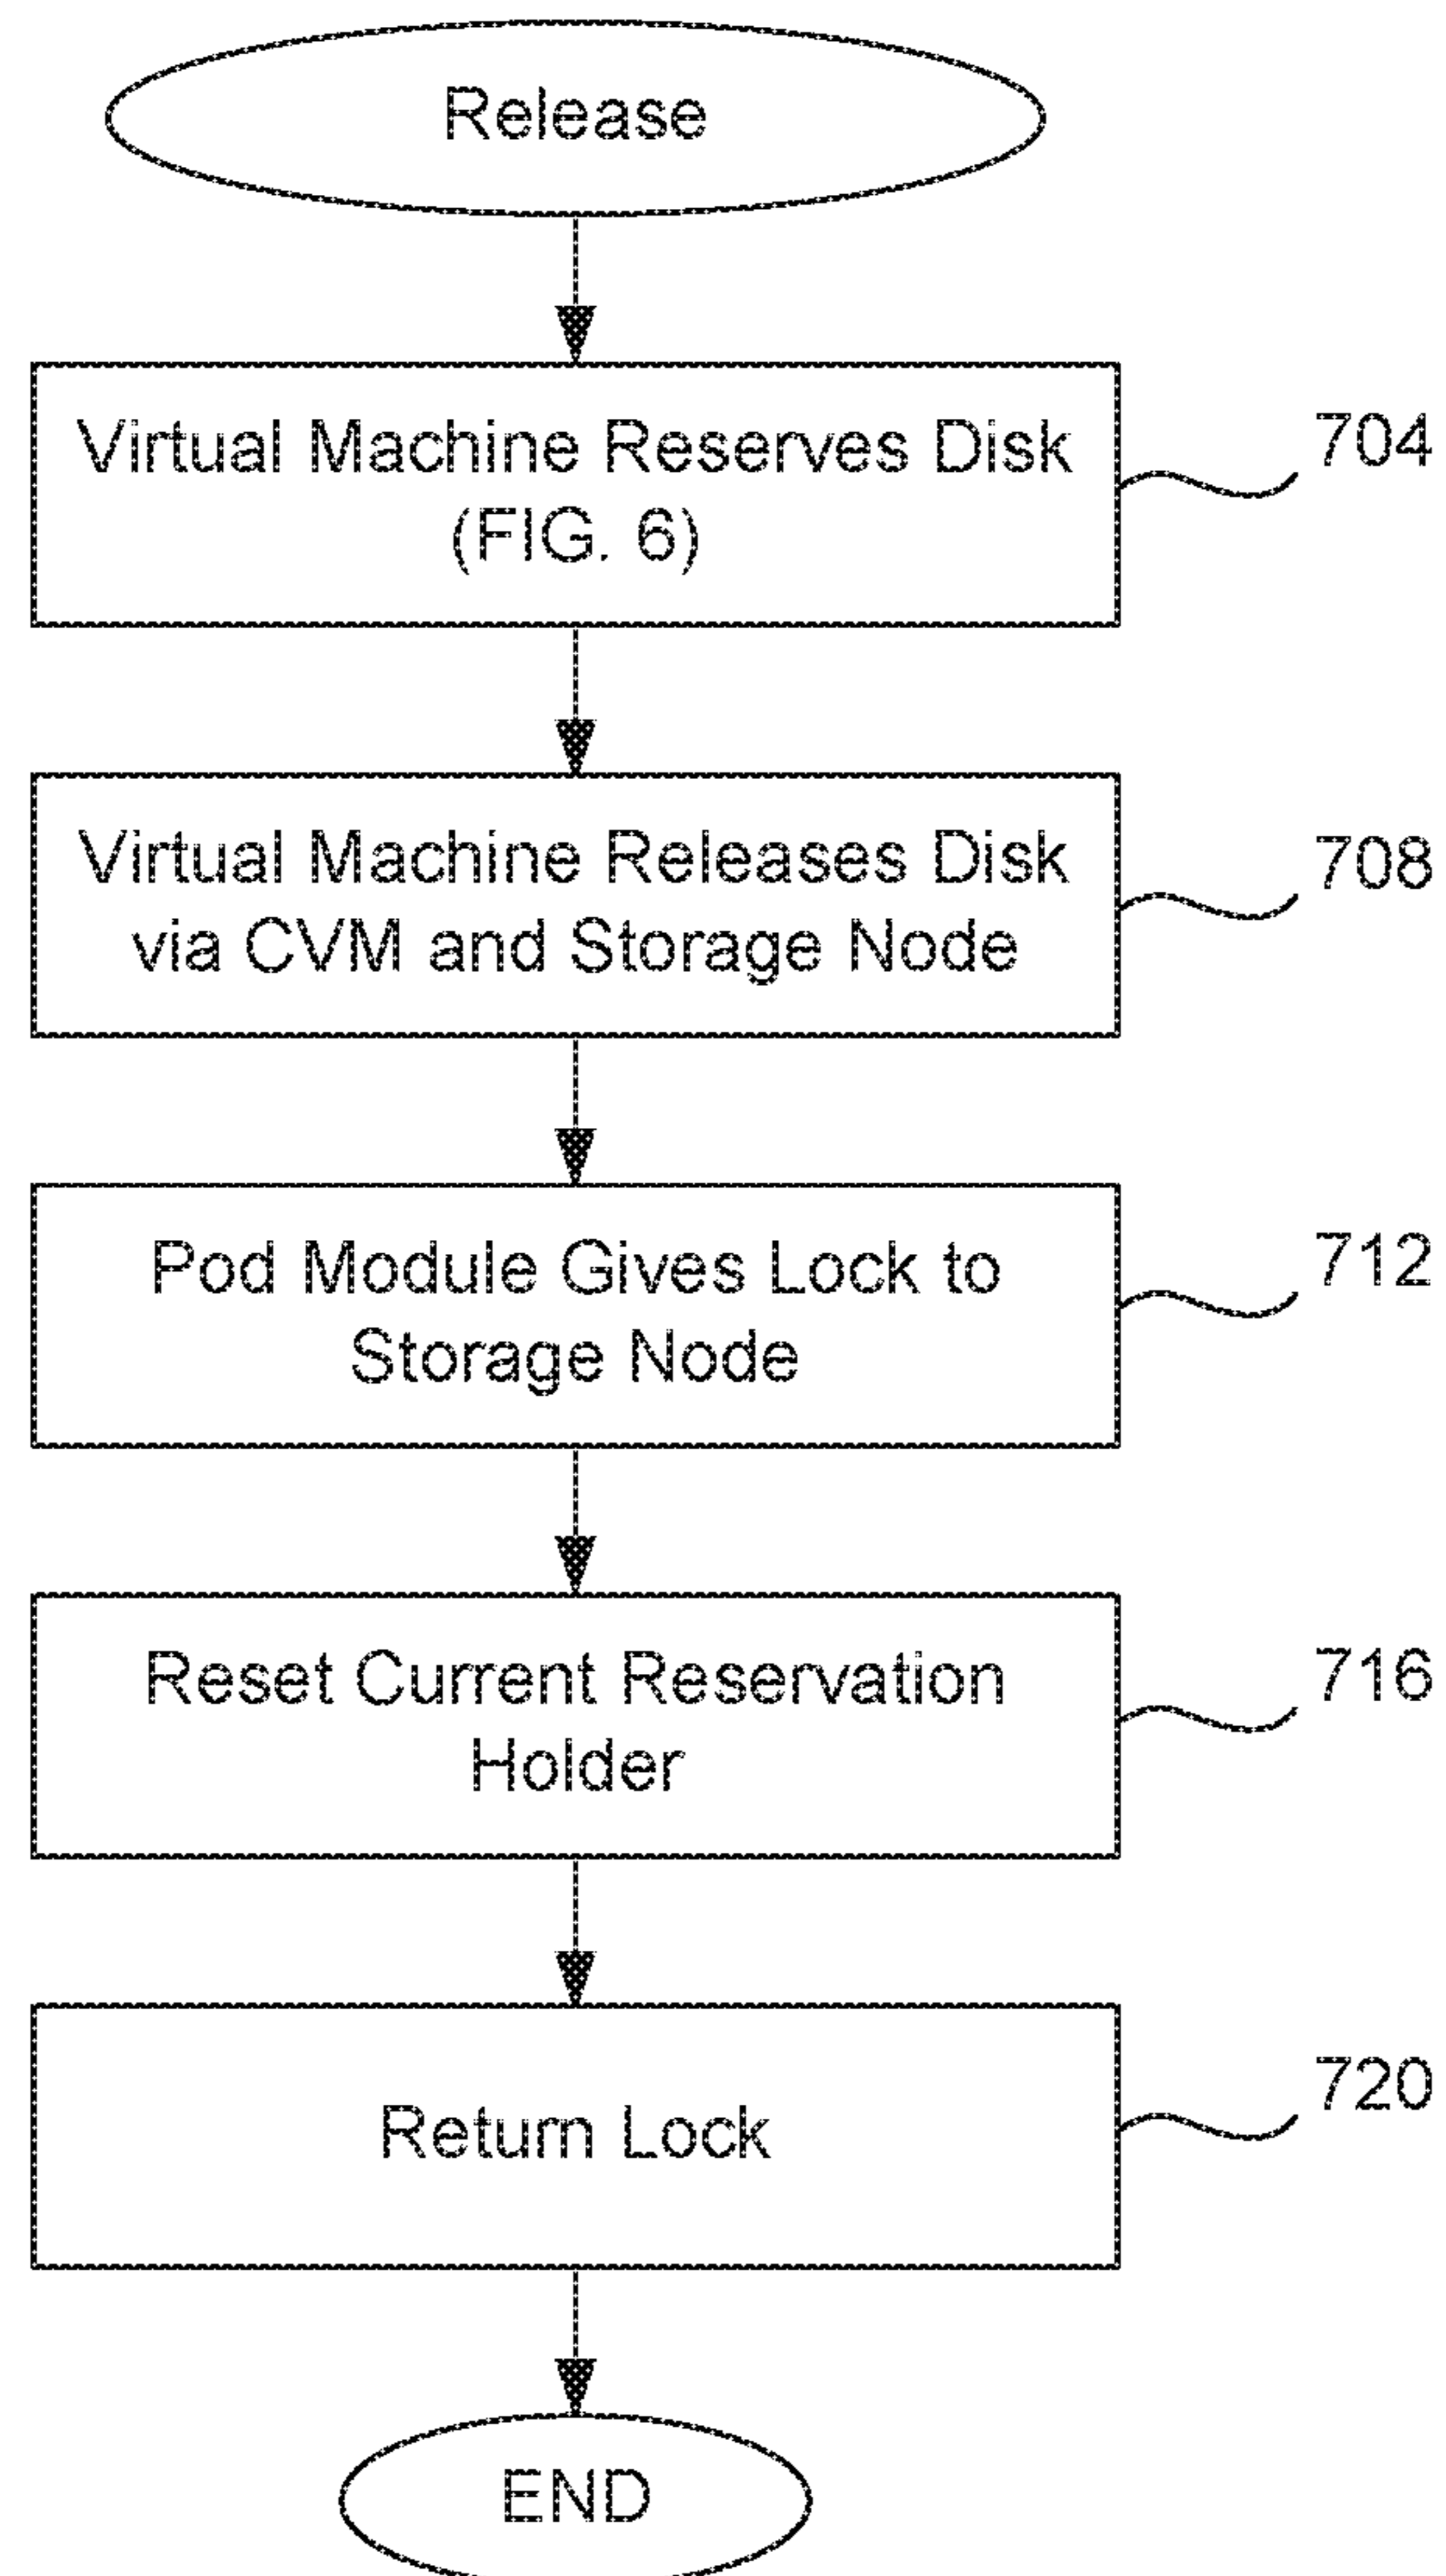 Release
Virtual Machine Reserves Disk
(FIG. 6)
704
Virtual Machine Releases Disk
via CVM and Storage Node
708
Pod Module Gives Lock to
Storage Node
712
Reset Current Reservation
Holder
716
Return Lock
720
END